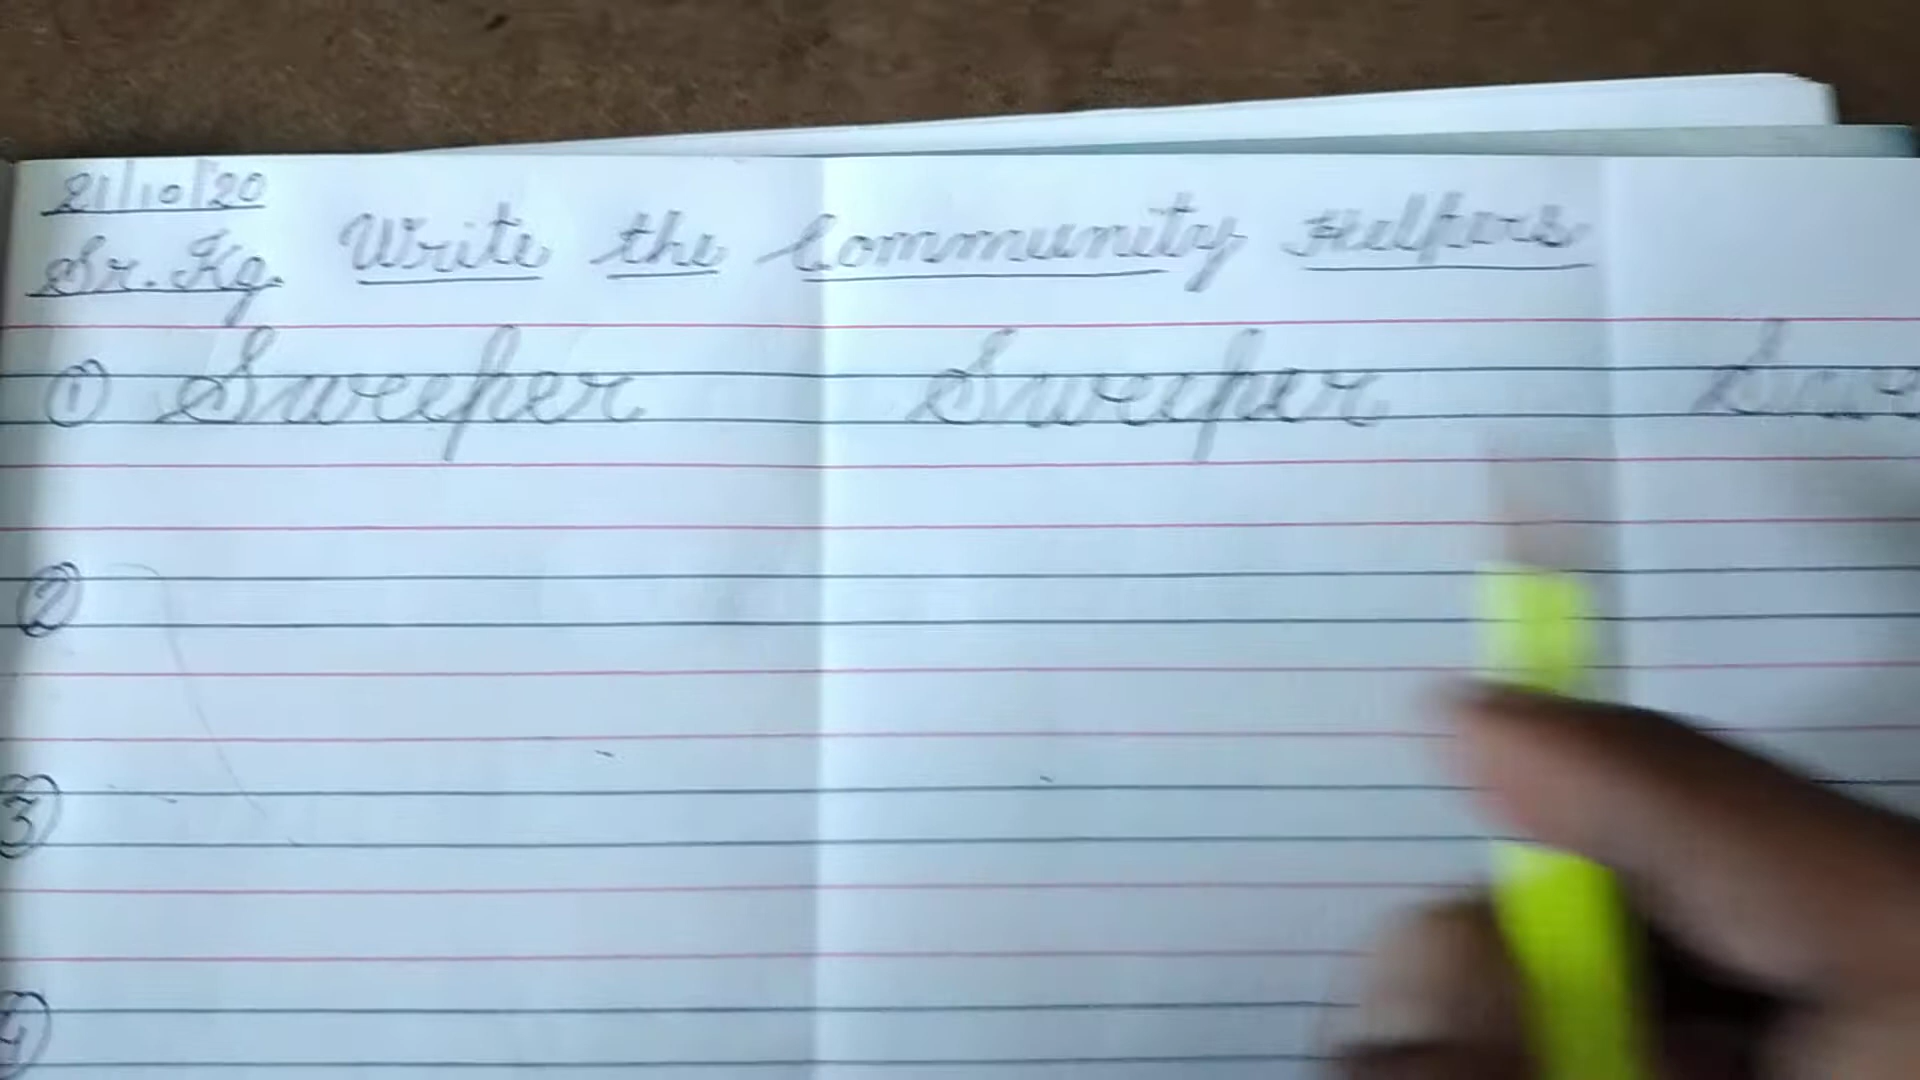 21/10/20
Sr. Kg. Write the Community Helpers
① Sweeper Sweeper
②
③
④